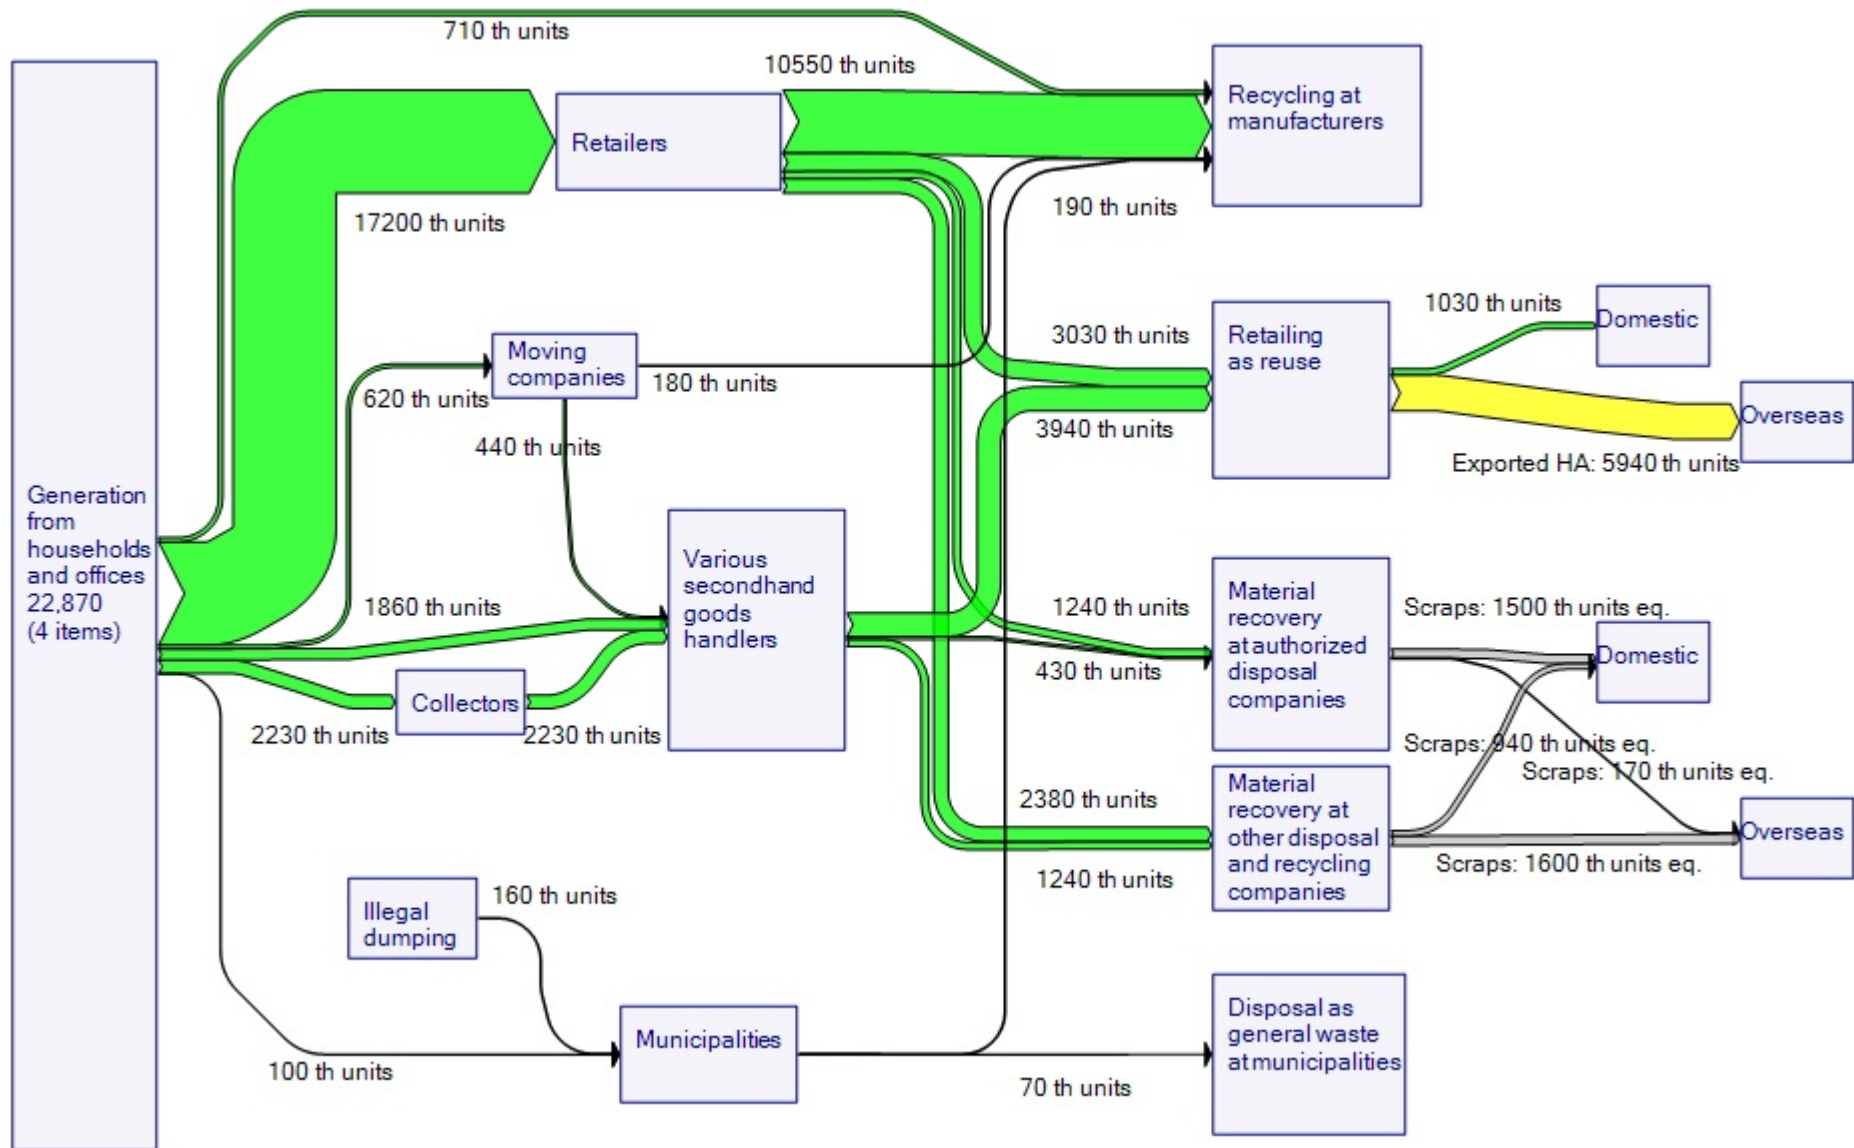 710 th units
10550 th units
Recycling at
manufacturers
Retailers
17200 th units
190 th units
1030 th units
Domestic
3030 th units
Retailing
as reuse
Moving
companies
180 th units
620 th units
3940 th units
Overseas
440 th units
Exported HA: 5940 th units
Generation
from
households
and offices
22,870
(4 items)
Various
secondhand
goods
handlers
1860 th units
1240 th units
Material
recovery
at authorized
disposal
companies
Scraps: 1500 th units eq.
Domestic
430 th units
Collectors
2230 th units
2230 th units
Scraps: 940 th units eq.
Scraps: 170 th units eq.
2380 th units
Material
recovery at
other disposal
and recycling
companies
Overseas
Scraps: 1600 th units eq.
1240 th units
160 th units
Illegal
dumping
Municipalities
Disposal as
general waste
at municipalities
100 th units
70 th units